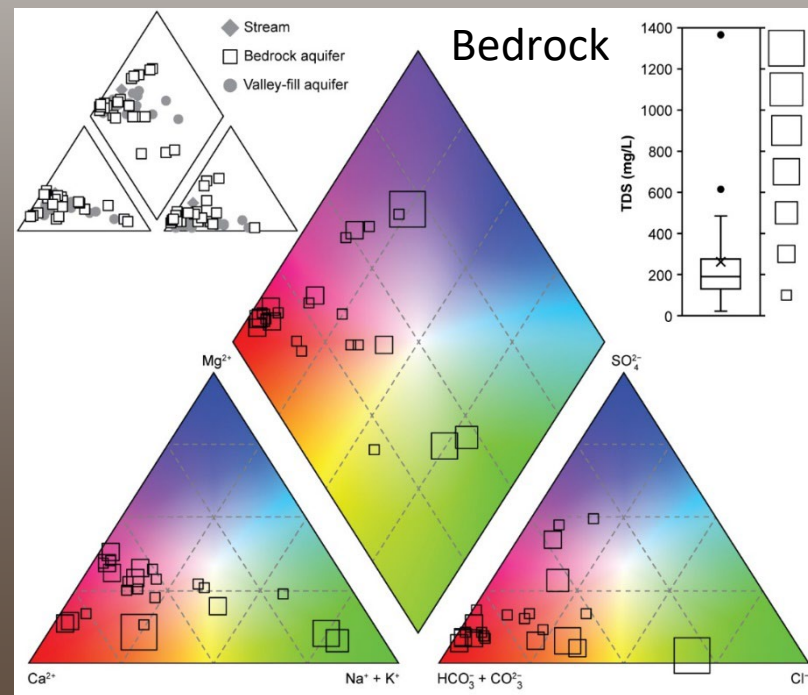 Bedrock
Stream
Bedrock aquifer
Valley-fill aquifer
TDS (mg/L)
1400
1200
1000
800
600
400
200
0
Mg²⁺
SO₄²⁻
Ca²⁺
Na⁺ + K⁺
HCO₃⁻ + CO₃²⁻
Cl⁻